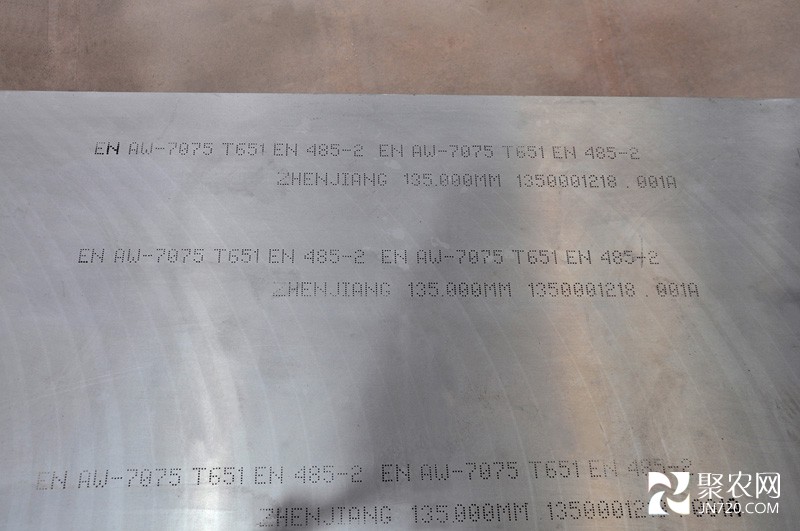 EN AW-7075 T651 EN 485-2 EN AW-7075 T651 EN 485-2
ZHENJIANG 135.000MM 1350001218.001A
EN AW-7075 T651 EN 485-2 EN AW-7075 T651 EN 485-2
ZHENJIANG 135.000MM 1350001218.001A
EN AW-7075 T651 EN 485-2 EN AW-7075 T651 EN 485-2
ZHENJIANG 135.000MM
聚农网
JN720.COM